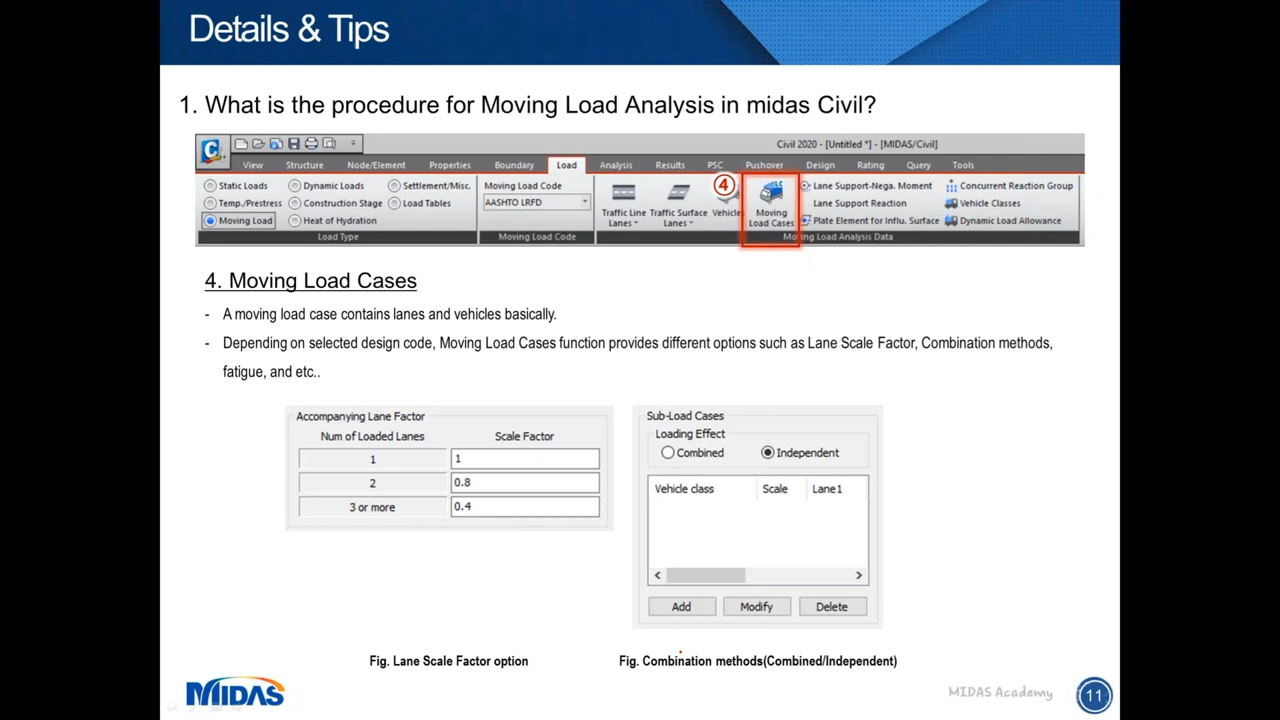 Details & Tips
1. What is the procedure for Moving Load Analysis in midas Civil?
Civil 2020 - [Untitled *] - [MIDAS/Civil]
View Structure Node/Element Properties Boundary Load Analysis Results PSC Pushover Design Rating Query Tools
Static Loads Dynamic Loads Settlement/Misc.
Temp./Prestress Construction Stage Load Tables
Moving Load Heat of Hydration
Load Type
Moving Load Code
AASHTO LRFD
Moving Load Code
Traffic Line
Lanes
Traffic Surface
Lanes
④
Vehicles
Moving
Load Cases
Lane Support-Nega. Moment Concurrent Reaction Group
Lane Support Reaction Vehicle Classes
Plate Element for Influ. Surface Dynamic Load Allowance
Moving Load Analysis Data
4. Moving Load Cases
- A moving load case contains lanes and vehicles basically.
- Depending on selected design code, Moving Load Cases function provides different options such as Lane Scale Factor, Combination methods,
fatigue, and etc..
Accompanying Lane Factor
Num of Loaded Lanes Scale Factor
1 1
2 0.8
3 or more 0.4
Sub-Load Cases
Loading Effect
Combined Independent
Vehicle class Scale Lane1
Add Modify Delete
Fig. Lane Scale Factor option
Fig. Combination methods(Combined/Independent)
MIDAS
MIDAS Academy
11